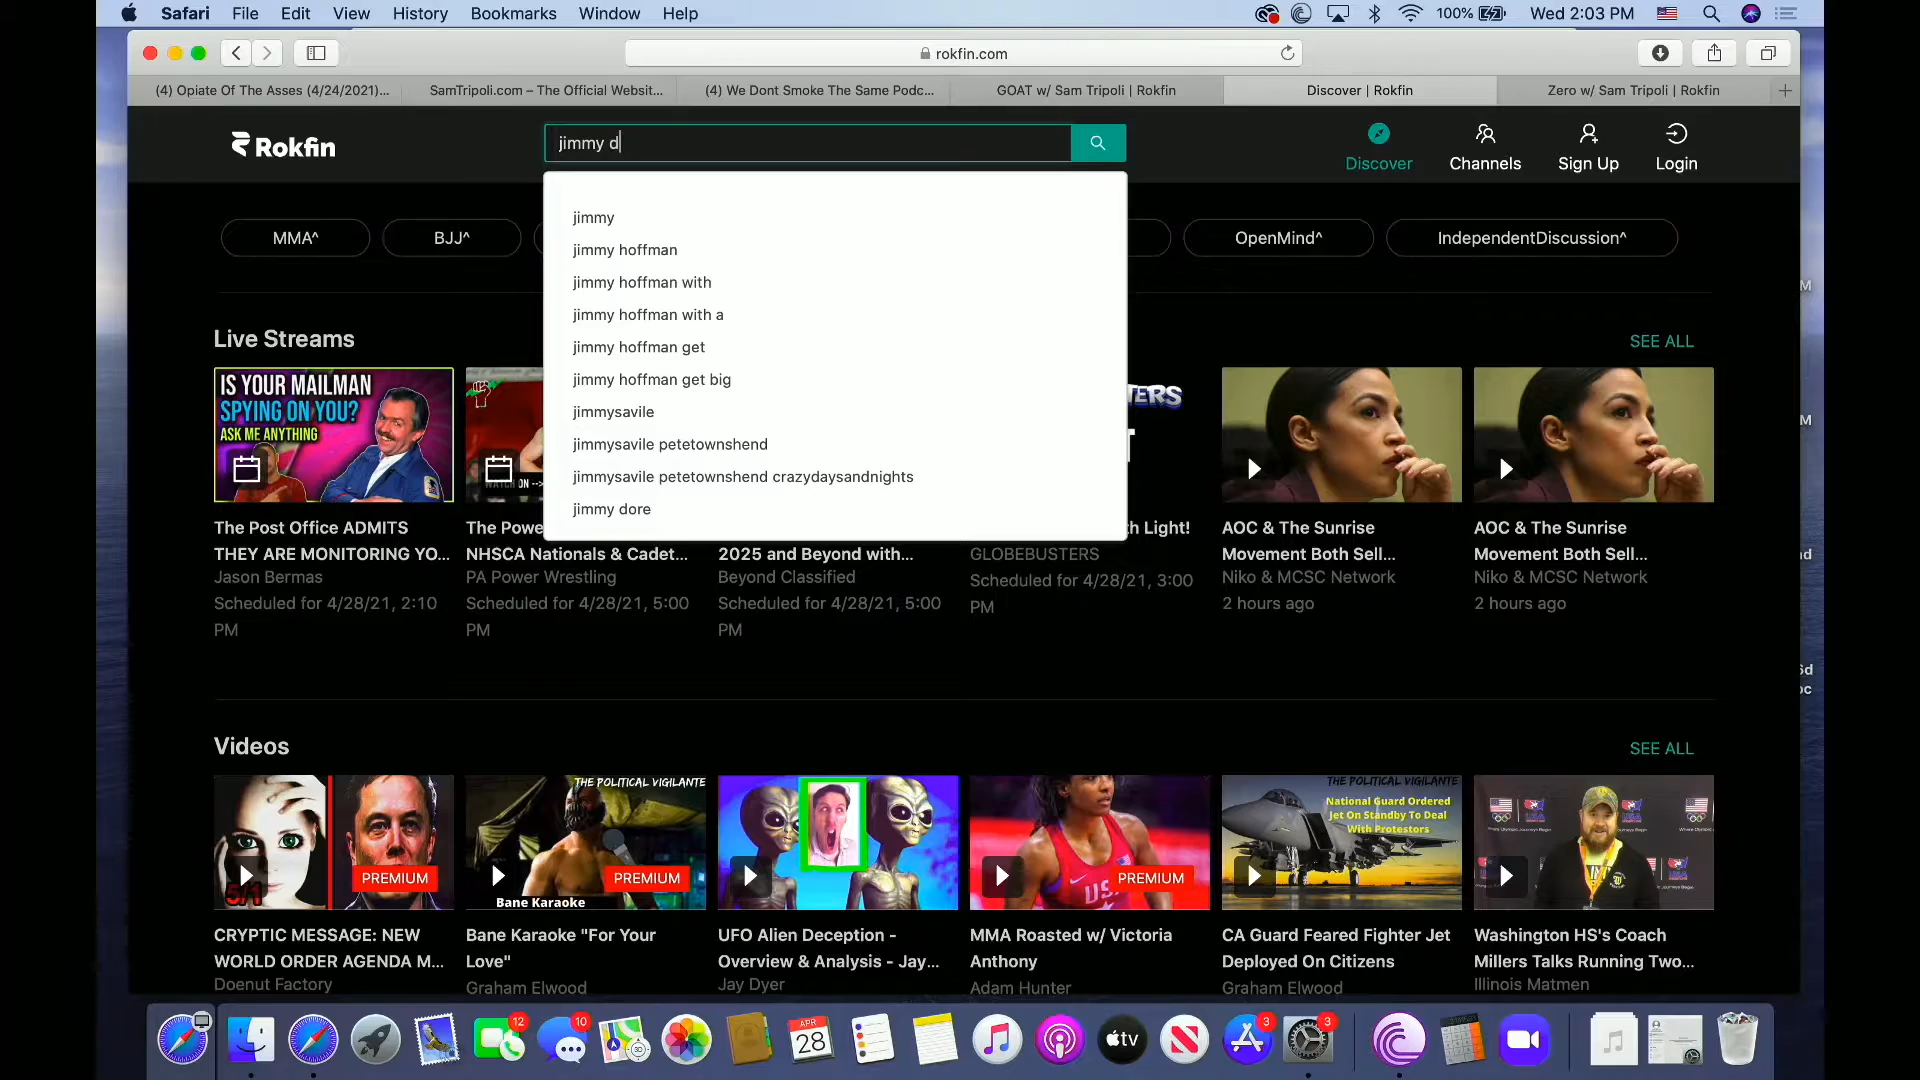 Safari File Edit View History Bookmarks Window Help 100% Wed 2:03 PM
rokfin.com
(4) Opiate Of The Asses (4/24/2021)... SamTripoli.com – The Official Websit... (4) We Dont Smoke The Same Podc... GOAT w/ Sam Tripoli | Rokfin Discover | Rokfin Zero w/ Sam Tripoli | Rokfin
Rokfin
jimmy d
Discover Channels Sign Up Login
jimmy
jimmy hoffman
jimmy hoffman with
jimmy hoffman with a
jimmy hoffman get
jimmy hoffman get big
jimmysavile
jimmysavile petetownshend
jimmysavile petetownshend crazydaysandnights
jimmy dore
MMA^ BJJ^ OpenMind^ IndependentDiscussion^
Live Streams SEE ALL
IS YOUR MAILMAN
SPYING ON YOU?
ASK ME ANYTHING
The Post Office ADMITS
THEY ARE MONITORING YO...
Jason Bermas
Scheduled for 4/28/21, 2:10
PM
The Powe
NHSCA Nationals & Cadet...
PA Power Wrestling
Scheduled for 4/28/21, 5:00
PM
2025 and Beyond with...
Beyond Classified
Scheduled for 4/28/21, 5:00
PM
h Light!
GLOBEBUSTERS
Scheduled for 4/28/21, 3:00
PM
AOC & The Sunrise
Movement Both Sell...
Niko & MCSC Network
2 hours ago
AOC & The Sunrise
Movement Both Sell...
Niko & MCSC Network
2 hours ago
Videos SEE ALL
5/1
PREMIUM
CRYPTIC MESSAGE: NEW
WORLD ORDER AGENDA M...
Doenut Factory
THE POLITICAL VIGILANTE
PREMIUM
Bane Karaoke
Bane Karaoke "For Your
Love"
Graham Elwood
UFO Alien Deception -
Overview & Analysis - Jay...
Jay Dyer
US
PREMIUM
MMA Roasted w/ Victoria
Anthony
Adam Hunter
THE POLITICAL VIGILANTE
National Guard Ordered
Jet On Standby To Deal
With Protestors
CA Guard Feared Fighter Jet
Deployed On Citizens
Graham Elwood
Washington HS's Coach
Millers Talks Running Two...
Illinois Matmen
12 10 APR 28 tv 3 3